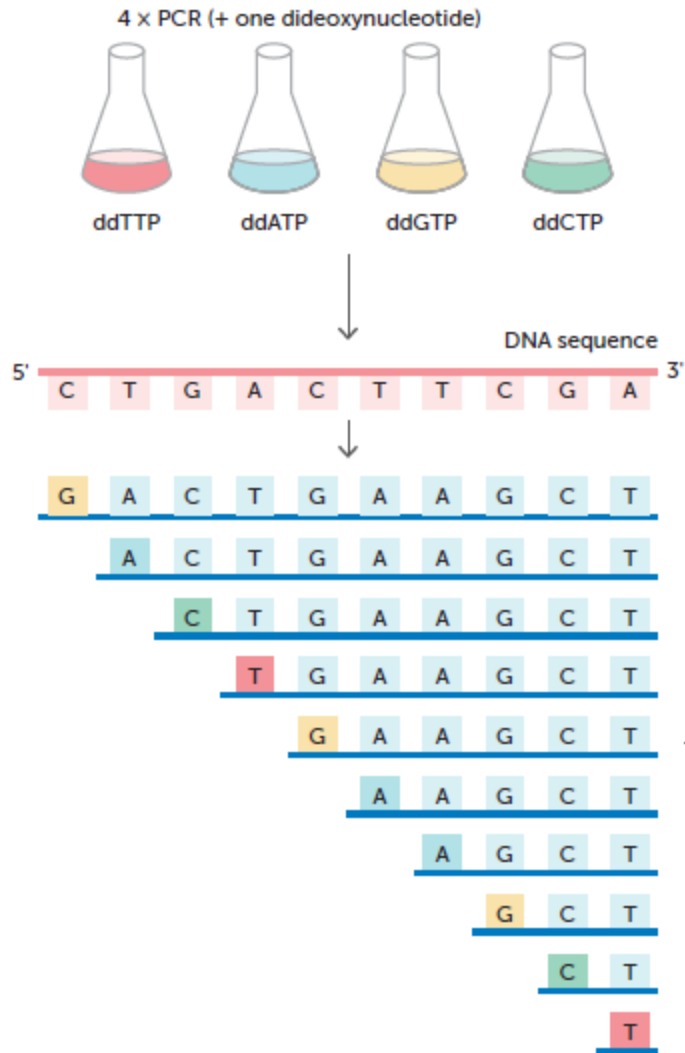 4 × PCR (+ one dideoxynucleotide)
ddTTP ddATP ddGTP ddCTP
DNA sequence
5' 3'
C T G A C T T C G A
G A C T G A A G C T
A C T G A A G C T
C T G A A G C T
T G A A G C T
G A A G C T
A A G C T
A G C T
G C T
C T
T